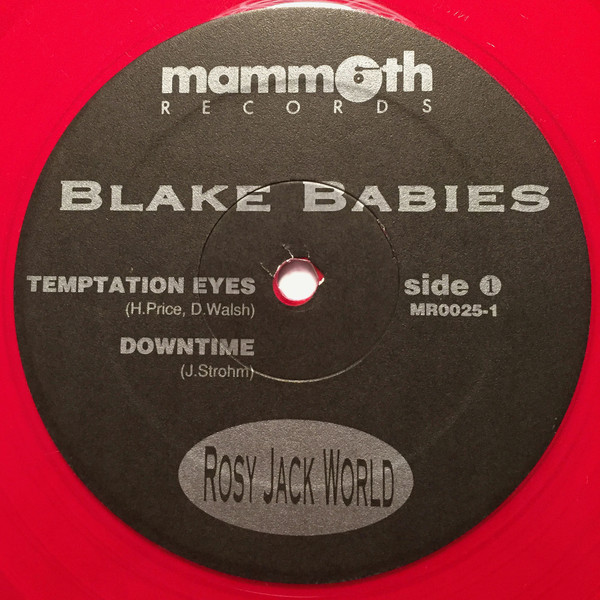 mammoth
RECORDS
BLAKE BABIES
TEMPTATION EYES
(H.Price, D.Walsh)
DOWNTIME
(J.Strohm)
side 1
MR0025-1
ROSY JACK WORLD